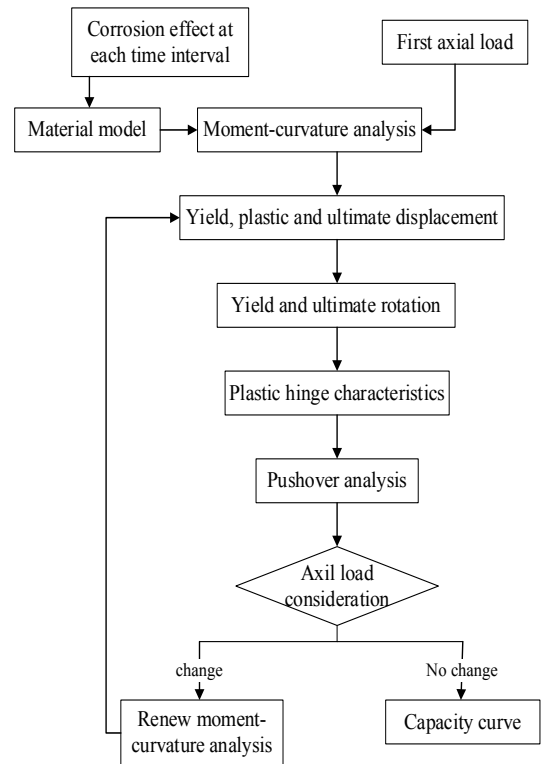 Corrosion effect at
each time interval
First axial load
Material model
Moment-curvature analysis
Yield, plastic and ultimate displacement
Yield and ultimate rotation
Plastic hinge characteristics
Pushover analysis
Axil load
consideration
change
No change
Renew moment-
curvature analysis
Capacity curve